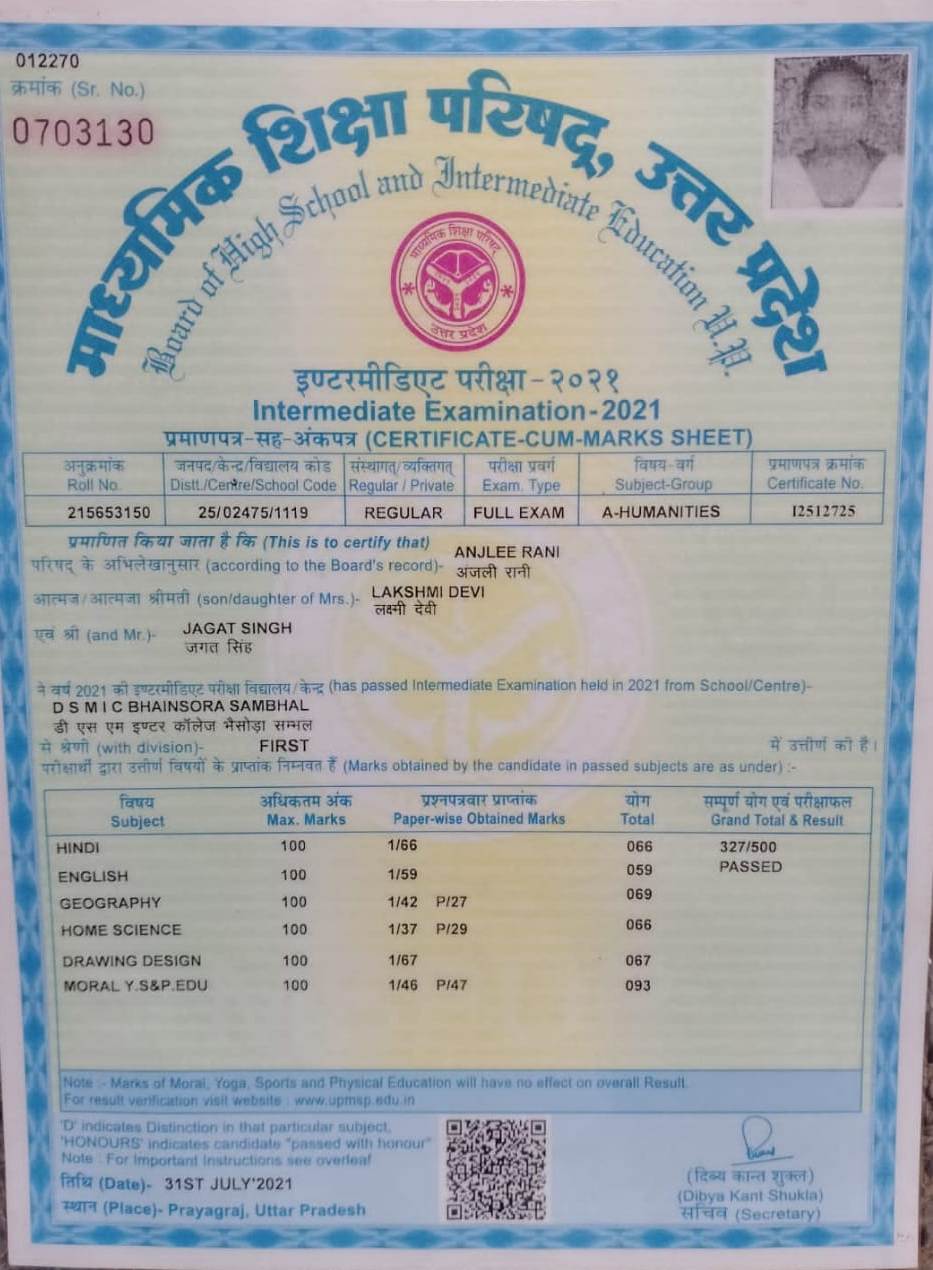 012270
क्रमांक (Sr. No.)
0703130
माध्यमिक शिक्षा परिषद्, उत्तर प्रदेश
Board of High School and Intermediate Education U.P.
माध्यमिक शिक्षा परिषद्
उत्तर प्रदेश
इण्टरमीडिएट परीक्षा-२०२१
Intermediate Examination-2021
प्रमाणपत्र-सह-अंकपत्र (CERTIFICATE-CUM-MARKS SHEET)
अनुक्रमांक जनपद/केन्द्र/विद्यालय कोड संस्थागत/व्यक्तिगत् परीक्षा प्रवर्ग विषय-वर्ग प्रमाणपत्र क्रमांक
Roll No. Distt./Centre/School Code Regular / Private Exam. Type Subject-Group Certificate No.
215653150 25/02475/1119 REGULAR FULL EXAM A-HUMANITIES 12512725
प्रमाणित किया जाता है कि (This is to certify that) ANJLEE RANI
परिषद् के अभिलेखानुसार (according to the Board's record)- अंजली रानी
आत्मज/आत्मजा श्रीमती (son/daughter of Mrs.)- LAKSHMI DEVI
लक्ष्मी देवी
एवं श्री (and Mr.)- JAGAT SINGH
जगत सिंह
ने वर्ष 2021 की इण्टरमीडिएट परीक्षा विद्यालय/केन्द्र (has passed Intermediate Examination held in 2021 from School/Centre)-
D S M I C BHAINSORA SAMBHAL
डी एस एम इण्टर कॉलेज भैसोड़ा सम्भल
से श्रेणी (with division)- FIRST में उत्तीर्ण की है।
परीक्षार्थी द्वारा उत्तीर्ण विषयों के प्राप्तांक निम्नवत हैं (Marks obtained by the candidate in passed subjects are as under) :-
विषय अधिकतम अंक प्रश्नपत्रवार प्राप्तांक योग सम्पूर्ण योग एवं परीक्षाफल
Subject Max. Marks Paper-wise Obtained Marks Total Grand Total & Result
HINDI 100 1/66 066 327/500
PASSED
ENGLISH 100 1/59 059
GEOGRAPHY 100 1/42 P/27 069
HOME SCIENCE 100 1/37 P/29 066
DRAWING DESIGN 100 1/67 067
MORAL Y.S&P.EDU 100 1/46 P/47 093
Note :- Marks of Moral, Yoga, Sports and Physical Education will have no effect on overall Result.
For result verification visit website : www.upmsp.edu.in
'D' indicates Distinction in that particular subject.
'HONOURS' indicates candidate "passed with honour"
Note : For Important Instructions see overleaf
तिथि (Date)- 31ST JULY'2021
स्थान (Place)- Prayagraj, Uttar Pradesh
(दिव्य कान्त शुक्ल)
(Dibya Kant Shukla)
सचिव (Secretary)